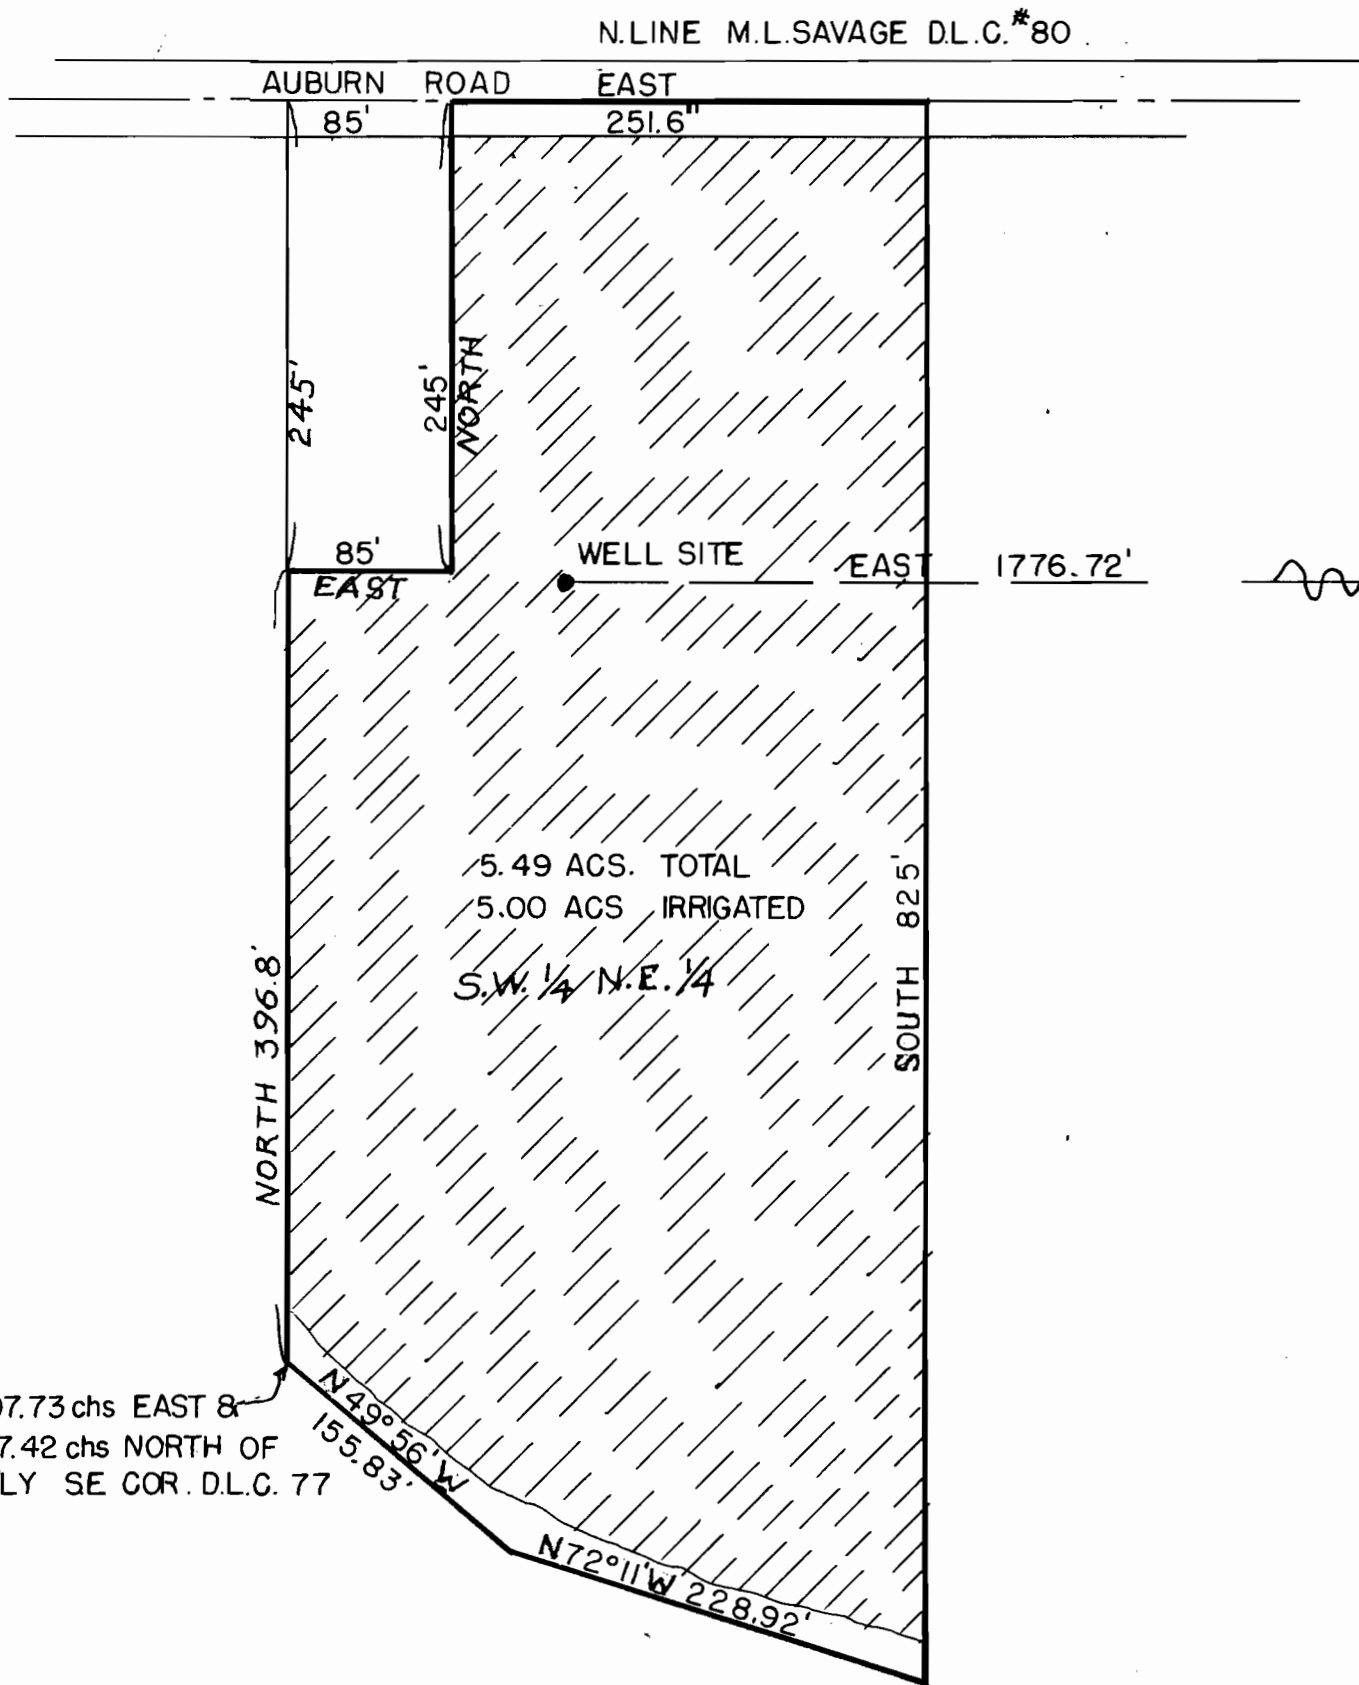 N.LINE M.L.SAVAGE D.L.C.#80
AUBURN ROAD EAST
85' 251.6"
245'
245'
NORTH
85'
EAST
WELL SITE
EAST 1776.72'
5.49 ACS. TOTAL
5.00 ACS IRRIGATED
S.W. 1/4 N.E. 1/4
SOUTH 825'
NORTH 396.8'
7.73 chs EAST &
7.42 chs NORTH OF
LY SE COR. D.L.C. 77
N49°56'W
155.83'
N72°11'W 228.92'